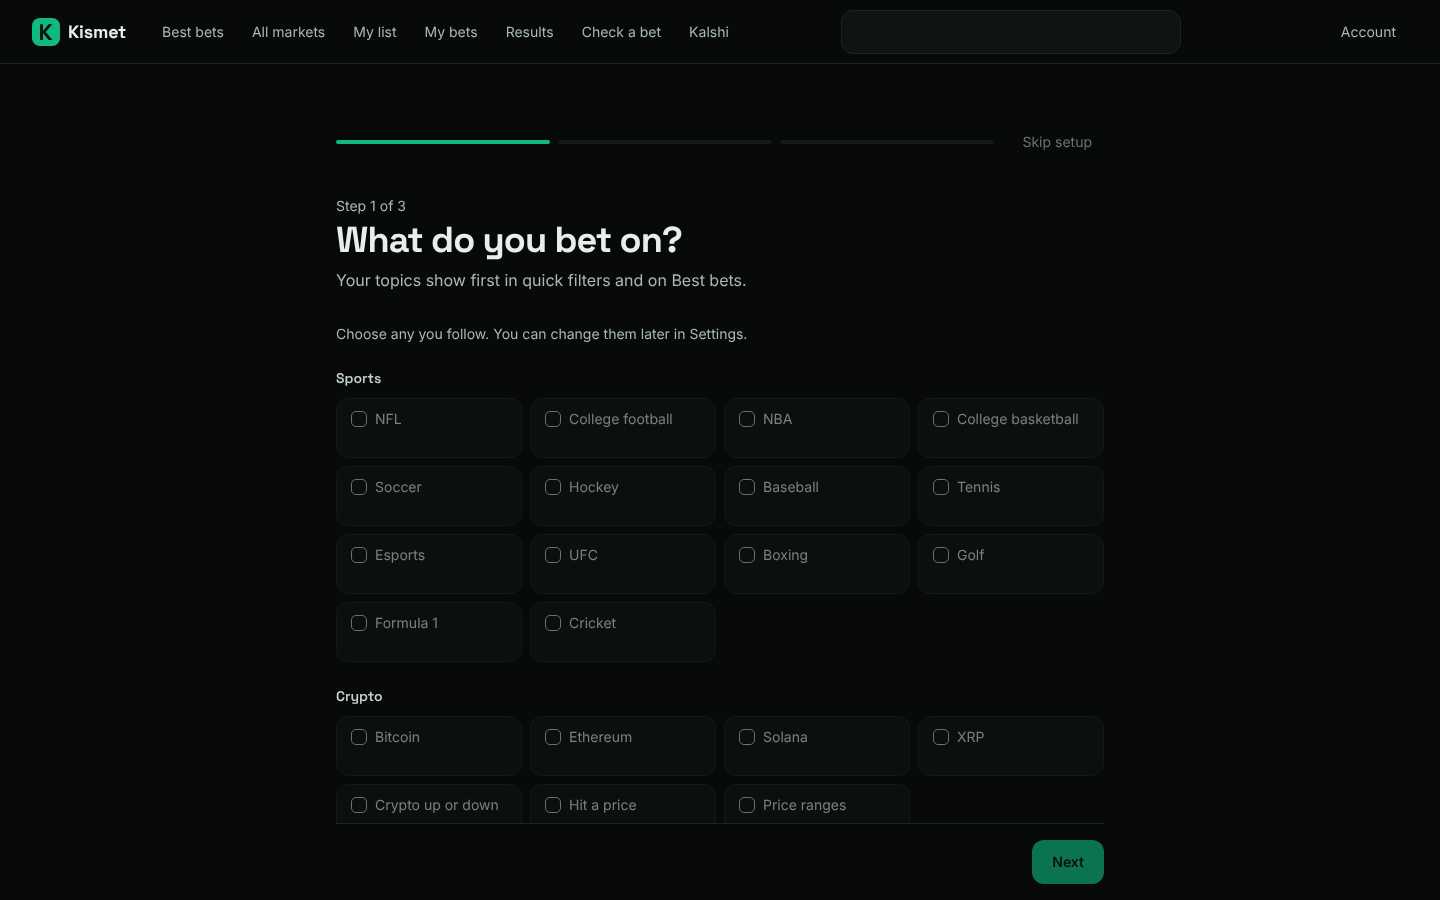 K Kismet Best bets All markets My list My bets Results Check a bet Kalshi Account
Skip setup
Step 1 of 3
What do you bet on?
Your topics show first in quick filters and on Best bets.
Choose any you follow. You can change them later in Settings.
Sports
NFL College football NBA College basketball
Soccer Hockey Baseball Tennis
Esports UFC Boxing Golf
Formula 1 Cricket
Crypto
Bitcoin Ethereum Solana XRP
Crypto up or down Hit a price Price ranges
Next